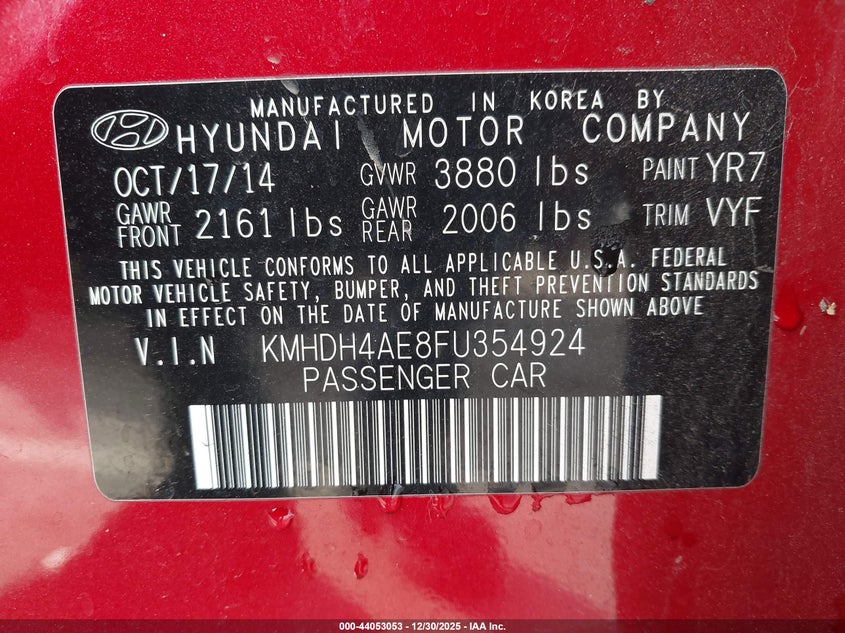 MANUFACTURED IN KOREA BY
HYUNDAI MOTOR COMPANY
OCT/17/14 GVWR 3880 lbs PAINT YR7
GAWR FRONT 2161 lbs GAWR REAR 2006 lbs TRIM VYF
THIS VEHICLE CONFORMS TO ALL APPLICABLE U.S.A. FEDERAL
MOTOR VEHICLE SAFETY, BUMPER, AND THEFT PREVENTION STANDARDS
IN EFFECT ON THE DATE OF MANUFACTURE SHOWN ABOVE
V.I.N KMHDH4AE8FU354924
PASSENGER CAR
000-44053053 - 12/30/2025 - IAA Inc.